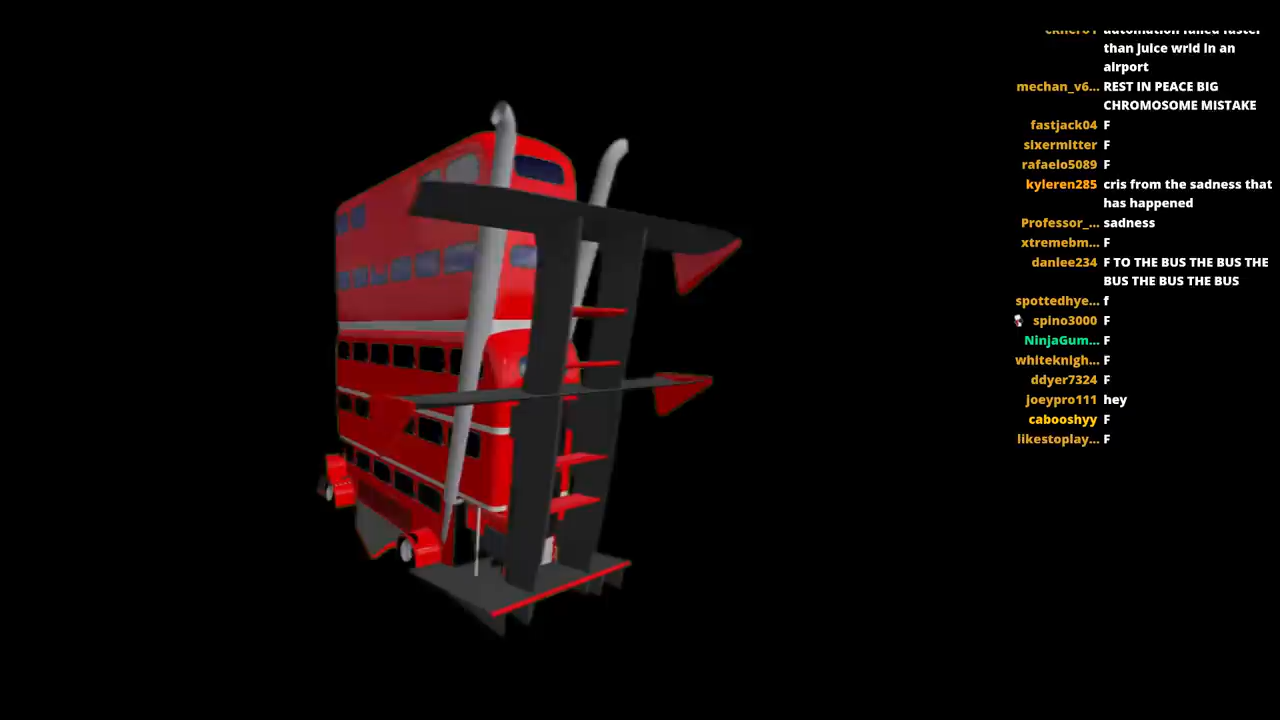 than juice wrld in an
airport
mechan_v6... REST IN PEACE BIG
CHROMOSOME MISTAKE
fastjack04 F
sixermitter F
rafaelo5089 F
kyleren285 cris from the sadness that
has happened
Professor_... sadness
xtremebm... F
danlee234 F TO THE BUS THE BUS THE
BUS THE BUS THE BUS
spottedhye... f
spino3000 F
NinjaGum... F
whiteknigh... F
ddyer7324 F
joeypro111 hey
cabooshyy F
likestoplay... F